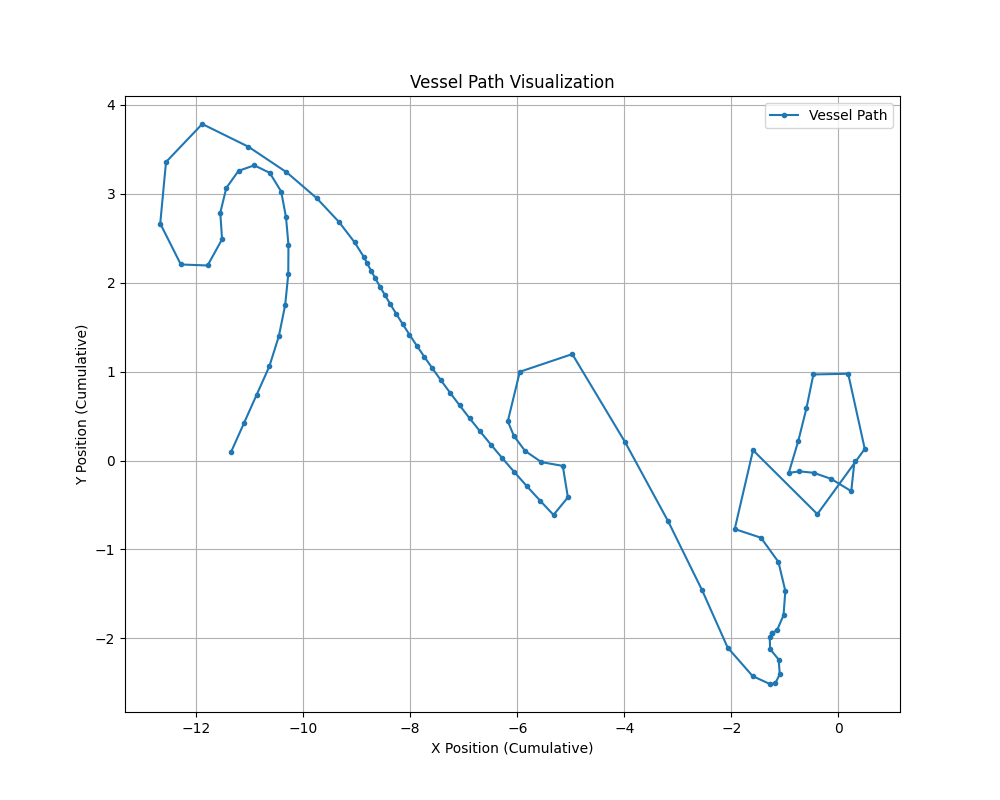 Vessel Path Visualization
Vessel Path
4
3
2
1
0
−1
−2
Y Position (Cumulative)
−12 −10 −8 −6 −4 −2 0
X Position (Cumulative)